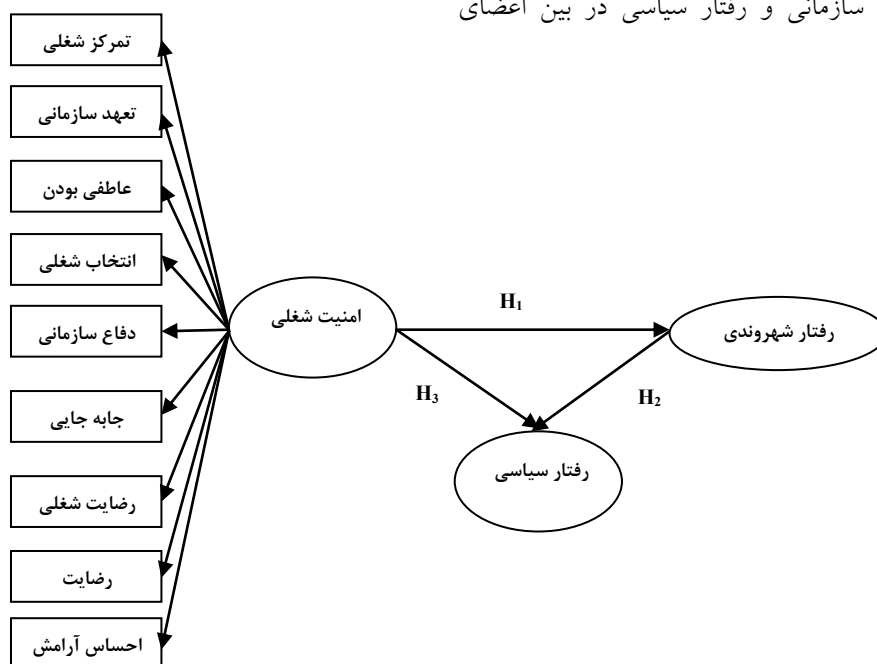 سازمانی و رفتار سیاسی در بین اعضای
تمرکز شغلی
تعهد سازمانی
عاطفی بودن
انتخاب شغلی
دفاع سازمانی
جابه جایی
رضایت شغلی
رضایت
احساس آرامش
امنیت شغلی
H₁
رفتار شهروندی
H₃
H₂
رفتار سیاسی